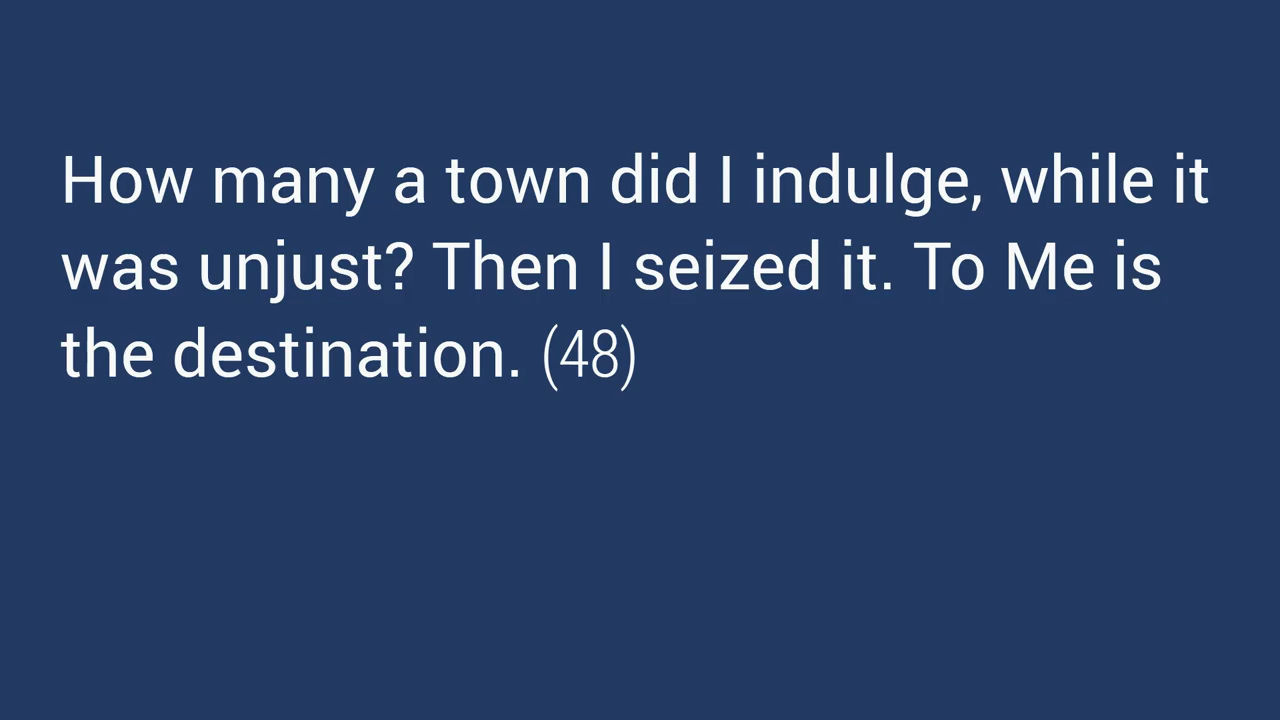 How many a town did I indulge, while it
was unjust? Then I seized it. To Me is
the destination. (48)